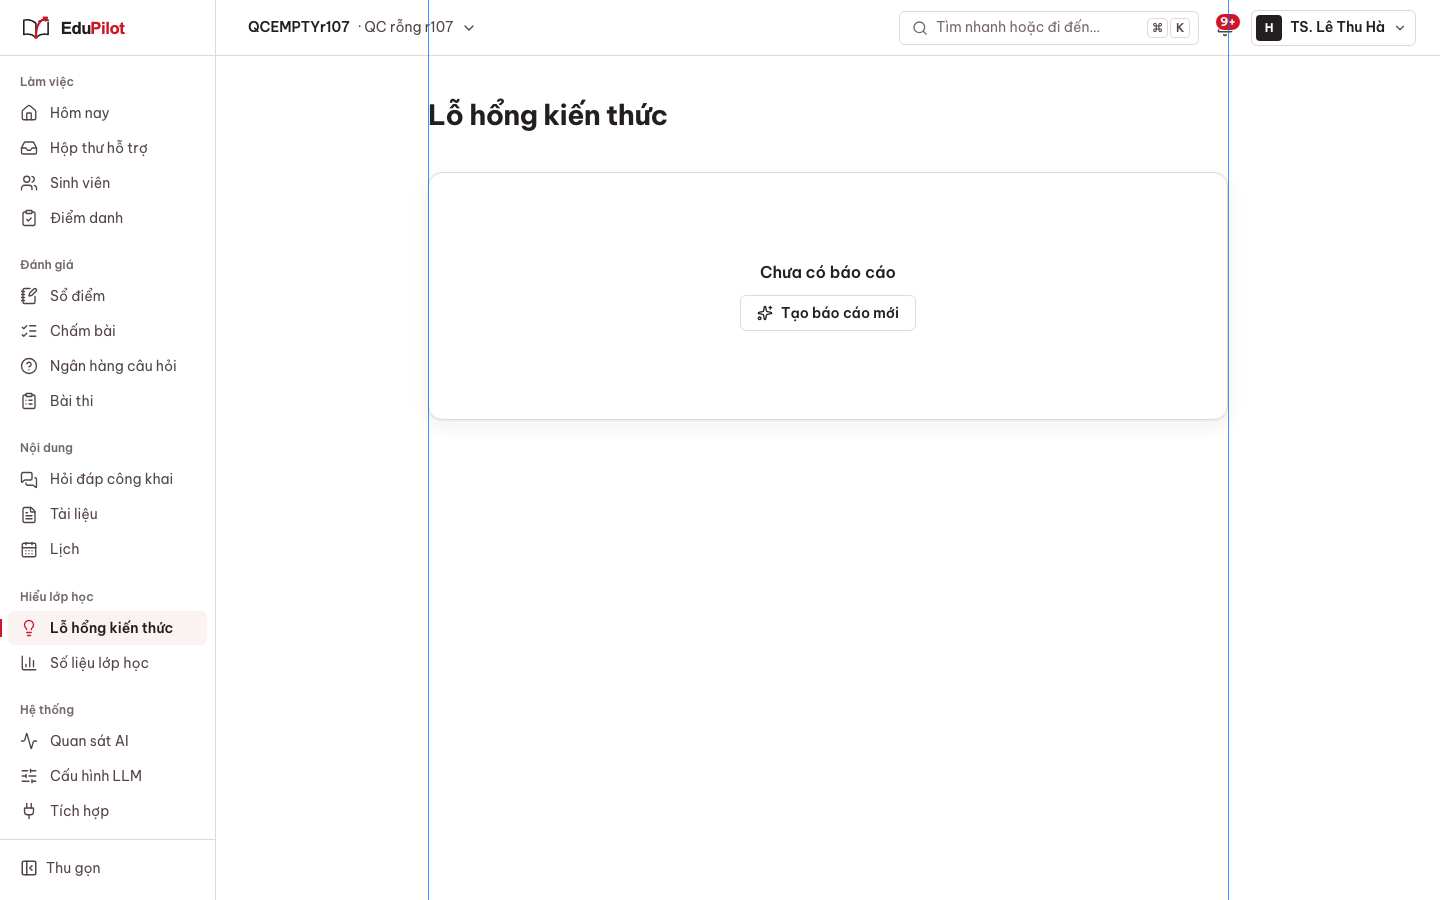 EduPilot
QCEMPTYr107 · QC rỗng r107
Tìm nhanh hoặc đi đến...
⌘ K
9+
H
TS. Lê Thu Hà
Làm việc
Hôm nay
Hộp thư hỗ trợ
Sinh viên
Điểm danh
Đánh giá
Sổ điểm
Chấm bài
Ngân hàng câu hỏi
Bài thi
Nội dung
Hỏi đáp công khai
Tài liệu
Lịch
Hiểu lớp học
Lỗ hổng kiến thức
Số liệu lớp học
Hệ thống
Quan sát AI
Cấu hình LLM
Tích hợp
Thu gọn
Lỗ hổng kiến thức
Chưa có báo cáo
Tạo báo cáo mới